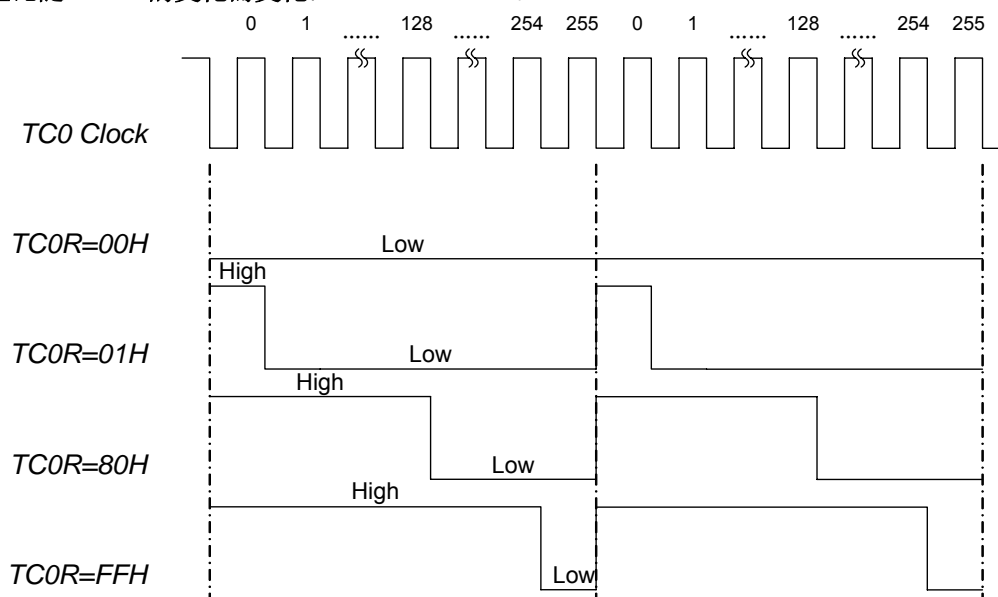 0 1 ...... 128 ...... 254 255 0 1 ...... 128 ...... 254 255
TC0 Clock
TC0R=00H
Low
High
TC0R=01H
Low
High
TC0R=80H
Low
High
TC0R=FFH
Low